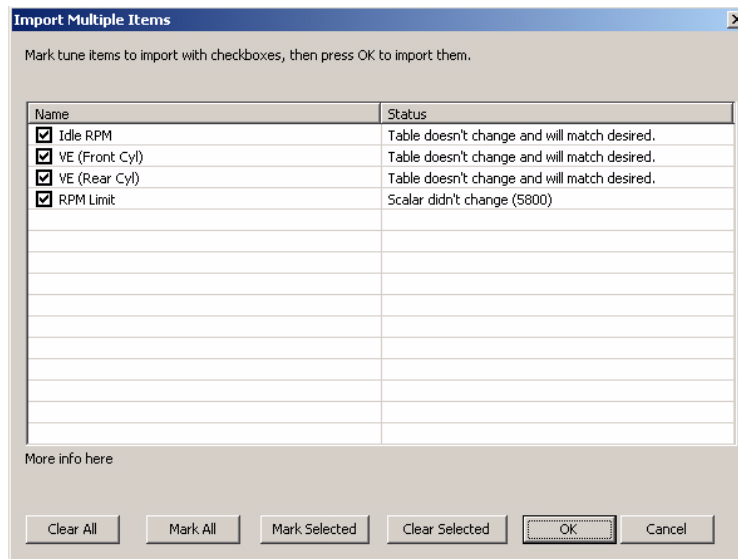 Import Multiple Items
Mark tune items to import with checkboxes, then press OK to import them.
Name Status
Idle RPM Table doesn't change and will match desired.
VE (Front Cyl) Table doesn't change and will match desired.
VE (Rear Cyl) Table doesn't change and will match desired.
RPM Limit Scalar didn't change (5800)
More info here
Clear All Mark All Mark Selected Clear Selected OK Cancel